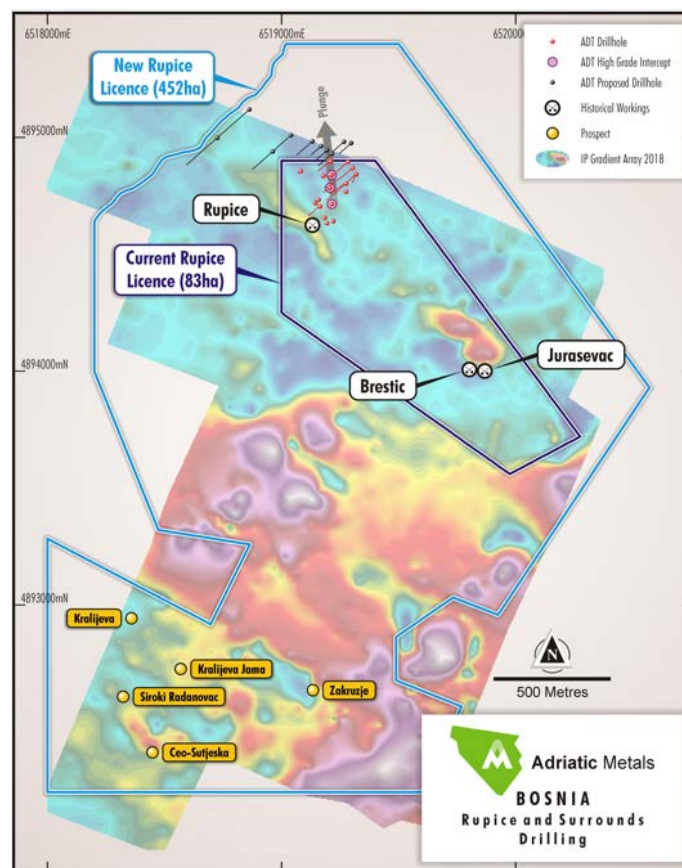 6518000mE
6519000mE
6520000mE
New Rupice
Licence (452ha)
ADT Drillhole
ADT High Grade Intercept
ADT Proposed Drillhole
Historical Workings
Prospect
IP Gradient Array 2018
Plunge
4895000mN
Rupice
Current Rupice
Licence (83ha)
4894000mN
Brestic
Jurasevac
4893000mN
Kralijeva
Kralijeva Jama
Siroki Radanovac
Zakruzje
Ceo-Sutjeska
N
500 Metres
Adriatic Metals
BOSNIA
Rupice and Surrounds
Drilling